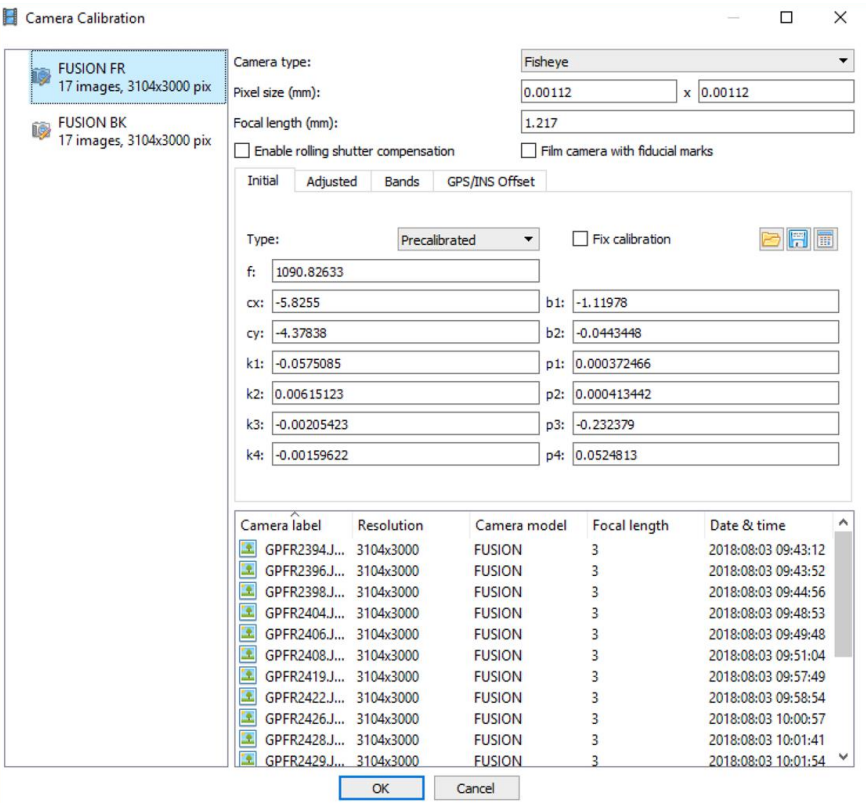 Camera Calibration
FUSION FR
17 images, 3104x3000 pix
FUSION BK
17 images, 3104x3000 pix
Camera type: Fisheye
Pixel size (mm): 0.00112 x 0.00112
Focal length (mm): 1.217
Enable rolling shutter compensation Film camera with fiducial marks
Initial Adjusted Bands GPS/INS Offset
Type: Precalibrated Fix calibration
f: 1090.82633
cx: -5.8255 b1: -1.11978
cy: -4.37838 b2: -0.0443448
k1: -0.0575085 p1: 0.000372466
k2: 0.00615123 p2: 0.000413442
k3: -0.00205423 p3: -0.232379
k4: -0.00159622 p4: 0.0524813
Camera label Resolution Camera model Focal length Date & time
GPFR2394.J... 3104x3000 FUSION 3 2018:08:03 09:43:12
GPFR2396.J... 3104x3000 FUSION 3 2018:08:03 09:43:52
GPFR2398.J... 3104x3000 FUSION 3 2018:08:03 09:44:56
GPFR2404.J... 3104x3000 FUSION 3 2018:08:03 09:48:53
GPFR2406.J... 3104x3000 FUSION 3 2018:08:03 09:49:48
GPFR2408.J... 3104x3000 FUSION 3 2018:08:03 09:51:04
GPFR2419.J... 3104x3000 FUSION 3 2018:08:03 09:57:49
GPFR2422.J... 3104x3000 FUSION 3 2018:08:03 09:58:54
GPFR2426.J... 3104x3000 FUSION 3 2018:08:03 10:00:57
GPFR2428.J... 3104x3000 FUSION 3 2018:08:03 10:01:41
GPFR2429.J... 3104x3000 FUSION 3 2018:08:03 10:01:54
OK Cancel